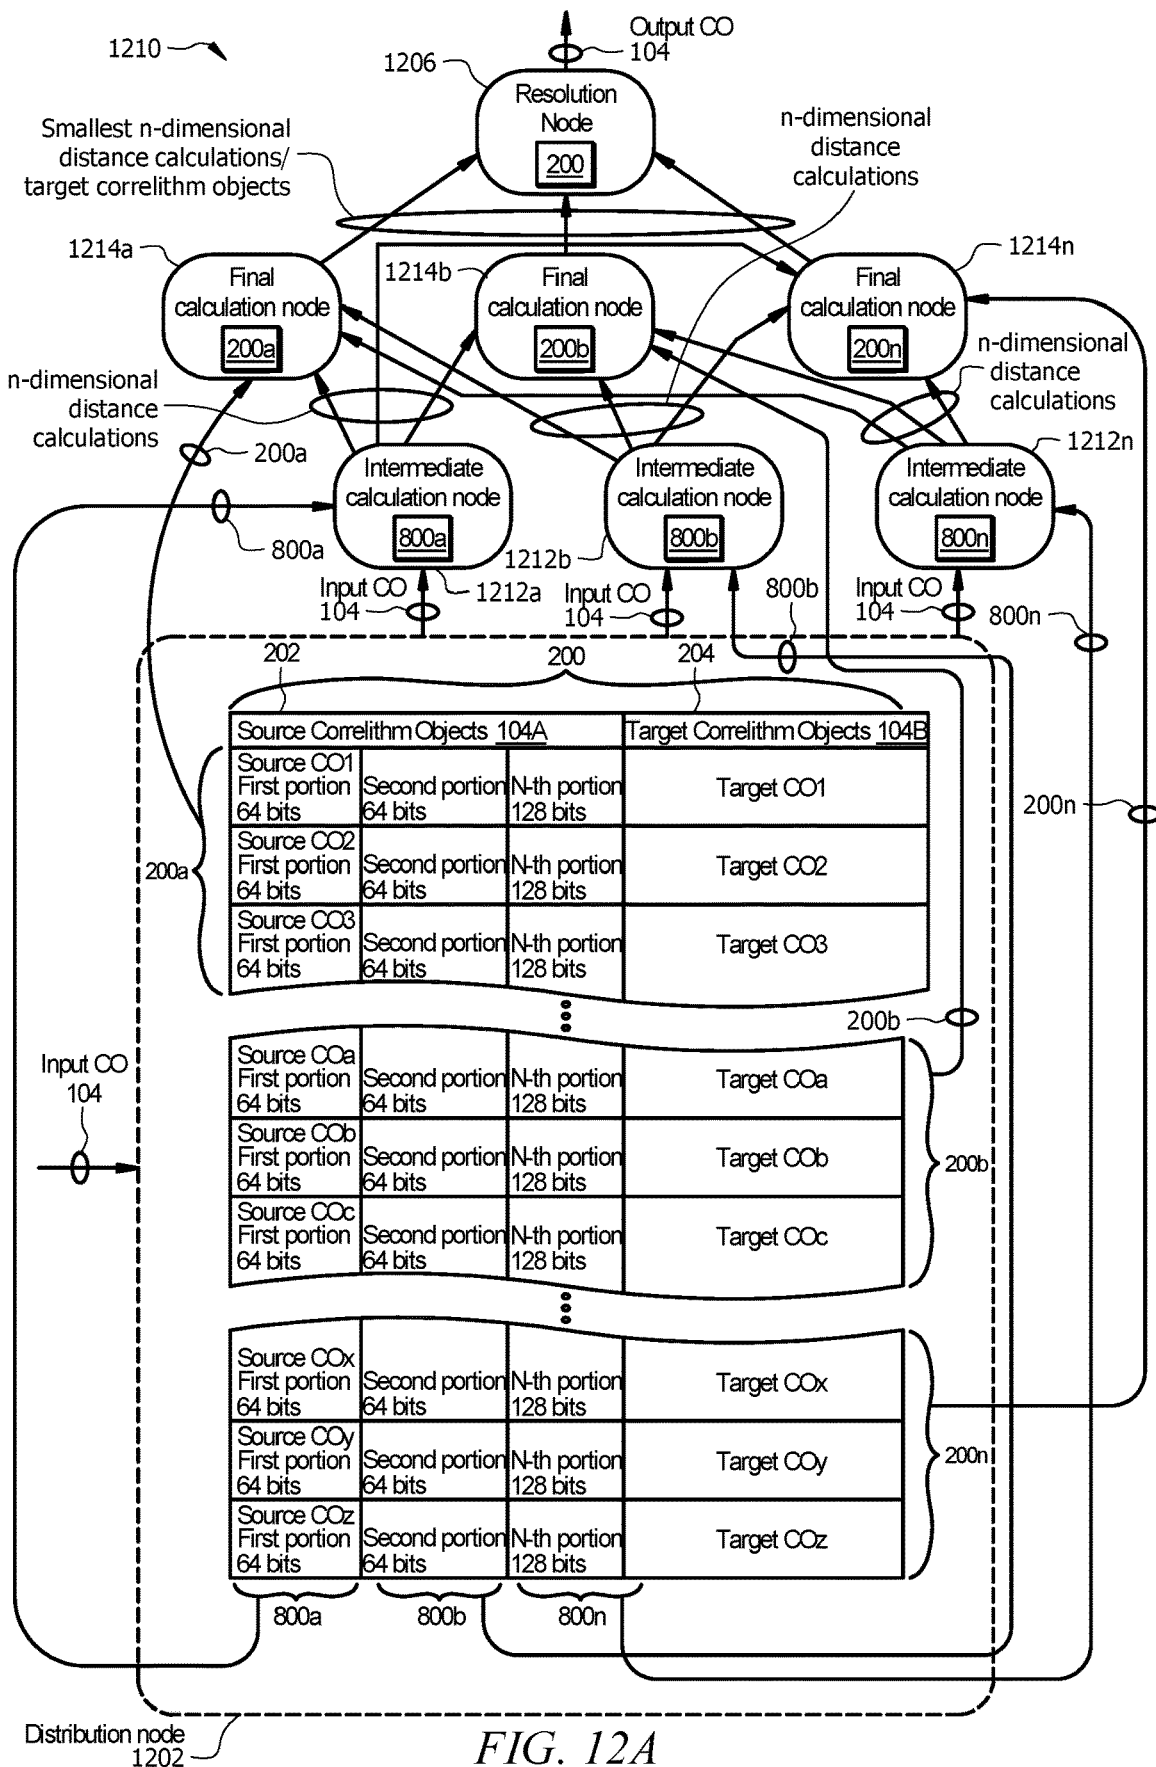 1210
Output CO
104
1206
Resolution
Node
200
Smallest n-dimensional
distance calculations/
target correlithm objects
n-dimensional
distance
calculations
1214a
Final
calculation node
200a
1214b
Final
calculation node
200b
1214n
Final
calculation node
200n
n-dimensional
distance
calculations
n-dimensional
distance
calculations
200a
800a
Intermediate
calculation node
800a
1212a
Intermediate
calculation node
800b
1212b
1212n
Intermediate
calculation node
800n
Input CO
104
Input CO
104
800b
Input CO
104
800n
202
200
204
Source Correlithm Objects 104A
Target Correlithm Objects 104B
Source CO1
First portion
64 bits
Second portion
64 bits
N-th portion
128 bits
Target CO1
Source CO2
First portion
64 bits
Second portion
64 bits
N-th portion
128 bits
Target CO2
Source CO3
First portion
64 bits
Second portion
64 bits
N-th portion
128 bits
Target CO3
200a
200n
200b
Input CO
104
Source COa
First portion
64 bits
Second portion
64 bits
N-th portion
128 bits
Target COa
Source COb
First portion
64 bits
Second portion
64 bits
N-th portion
128 bits
Target COb
Source COc
First portion
64 bits
Second portion
64 bits
N-th portion
128 bits
Target COc
200b
Source COx
First portion
64 bits
Second portion
64 bits
N-th portion
128 bits
Target COx
Source COy
First portion
64 bits
Second portion
64 bits
N-th portion
128 bits
Target COy
Source COz
First portion
64 bits
Second portion
64 bits
N-th portion
128 bits
Target COz
200n
800a
800b
800n
Distribution node
1202
FIG. 12A